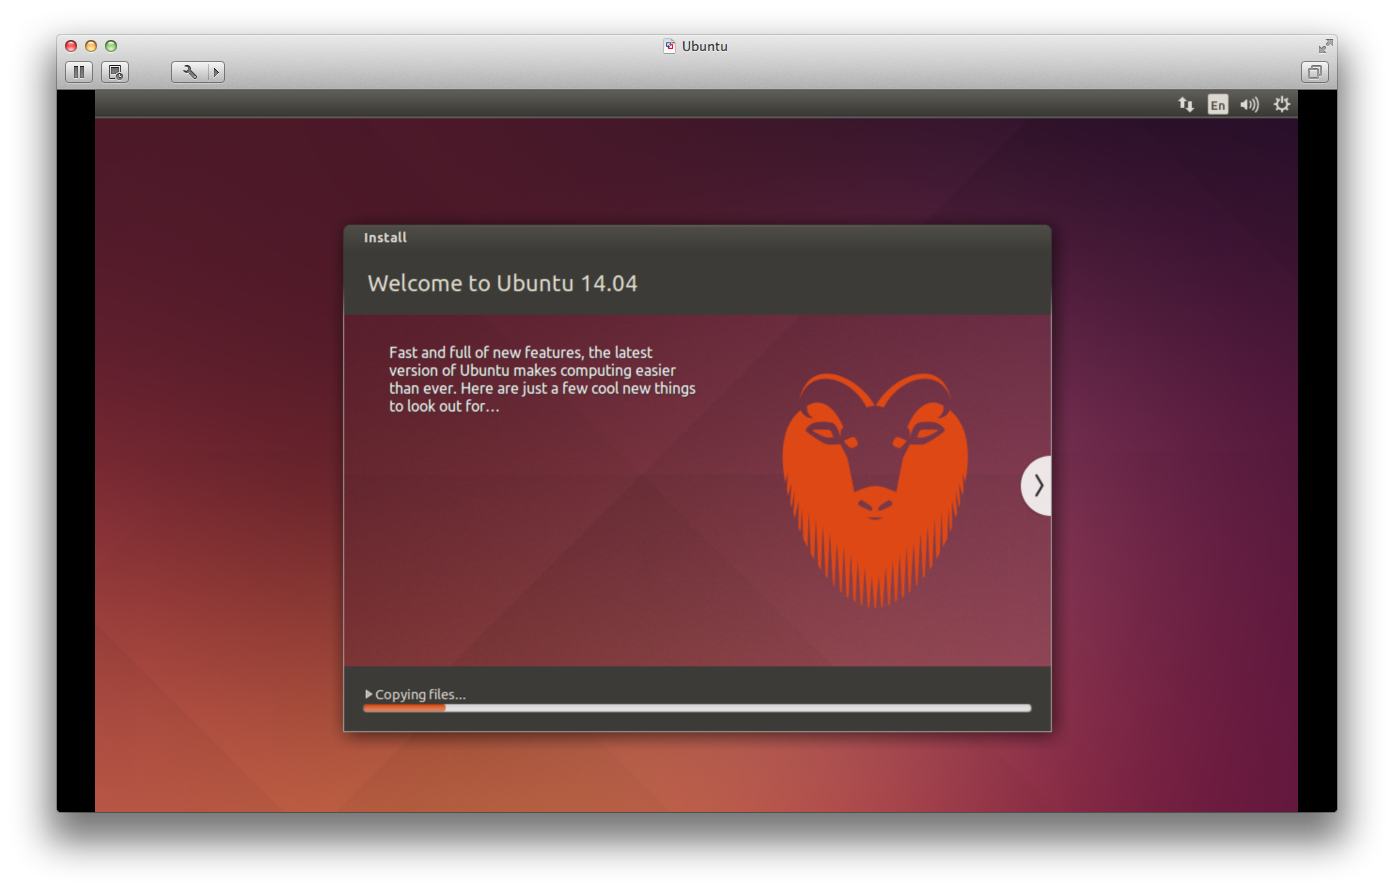 Ubuntu
En
Install
Welcome to Ubuntu 14.04
Fast and full of new features, the latest
version of Ubuntu makes computing easier
than ever. Here are just a few cool new things
to look out for…
Copying files…